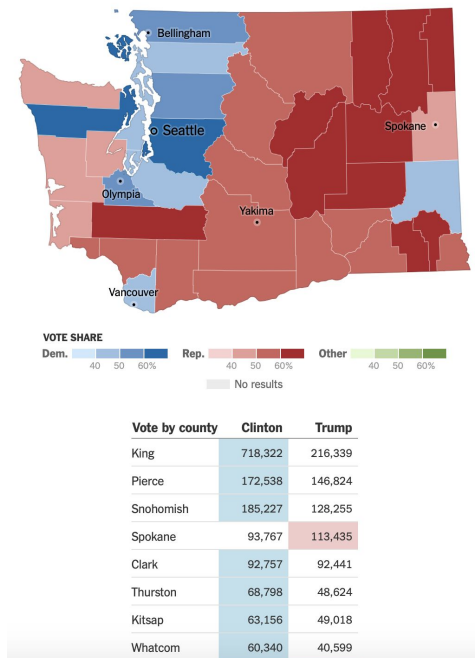 Bellingham
Seattle
Spokane
Olympia
Yakima
Vancouver
VOTE SHARE
Dem. Rep. Other
40 50 60% 40 50 60% 40 50 60%
No results
Vote by county Clinton Trump
King 718,322 216,339
Pierce 172,538 146,824
Snohomish 185,227 128,255
Spokane 93,767 113,435
Clark 92,757 92,441
Thurston 68,798 48,624
Kitsap 63,156 49,018
Whatcom 60,340 40,599